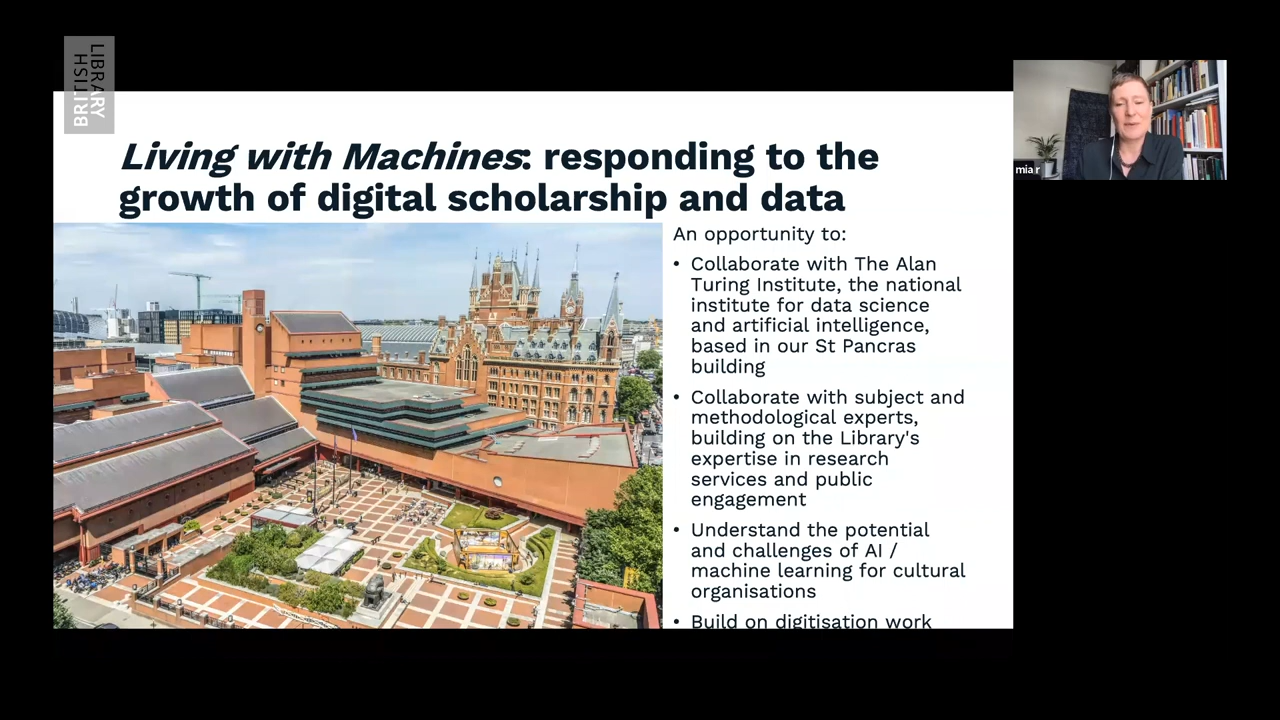 LIBRARY
BRITISH
Living with Machines: responding to the
growth of digital scholarship and data
An opportunity to:
• Collaborate with The Alan
Turing Institute, the national
institute for data science
and artificial intelligence,
based in our St Pancras
building
• Collaborate with subject and
methodological experts,
building on the Library's
expertise in research
services and public
engagement
• Understand the potential
and challenges of AI /
machine learning for cultural
organisations
• Build on digitisation work
mia r